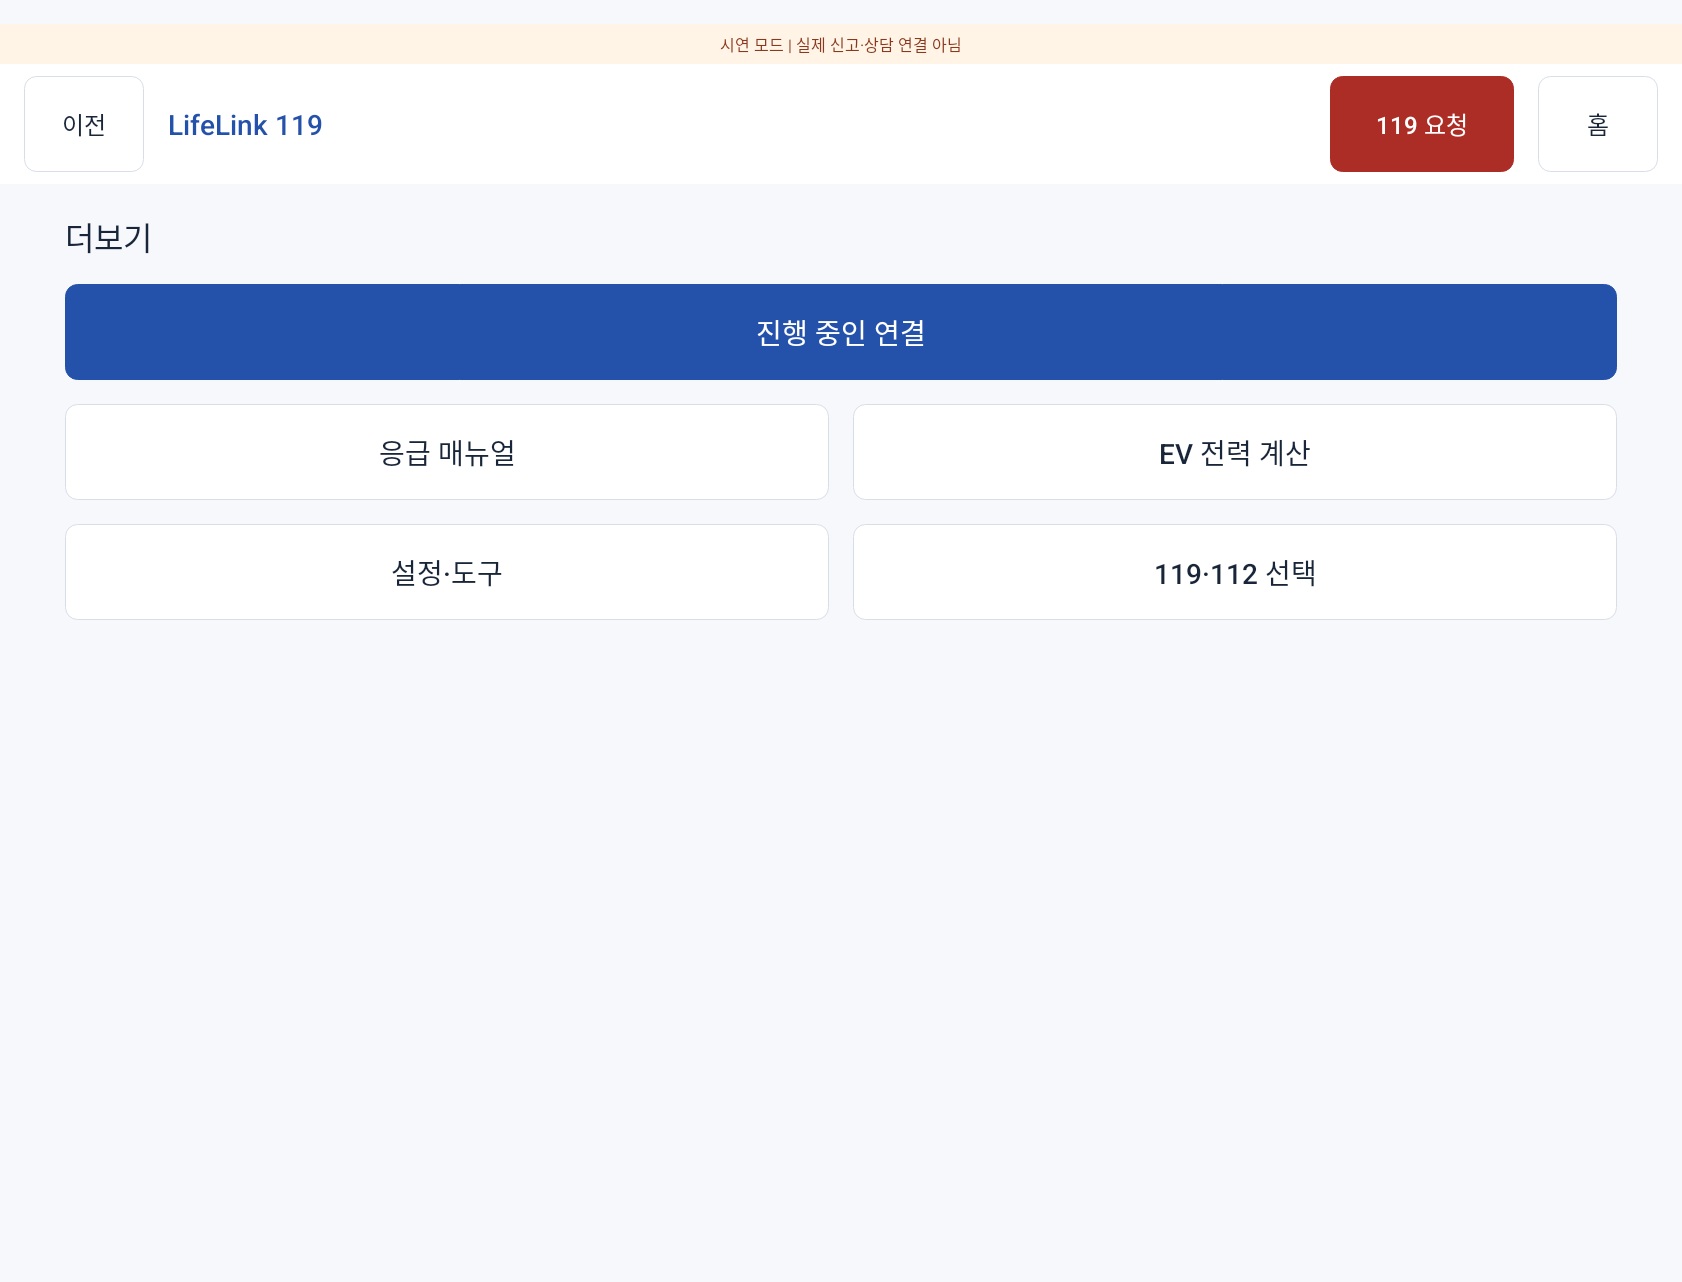 시연 모드 | 실제 신고·상담 연결 아님
이전
LifeLink 119
119 요청
홈
더보기
진행 중인 연결
응급 매뉴얼
EV 전력 계산
설정·도구
119·112 선택